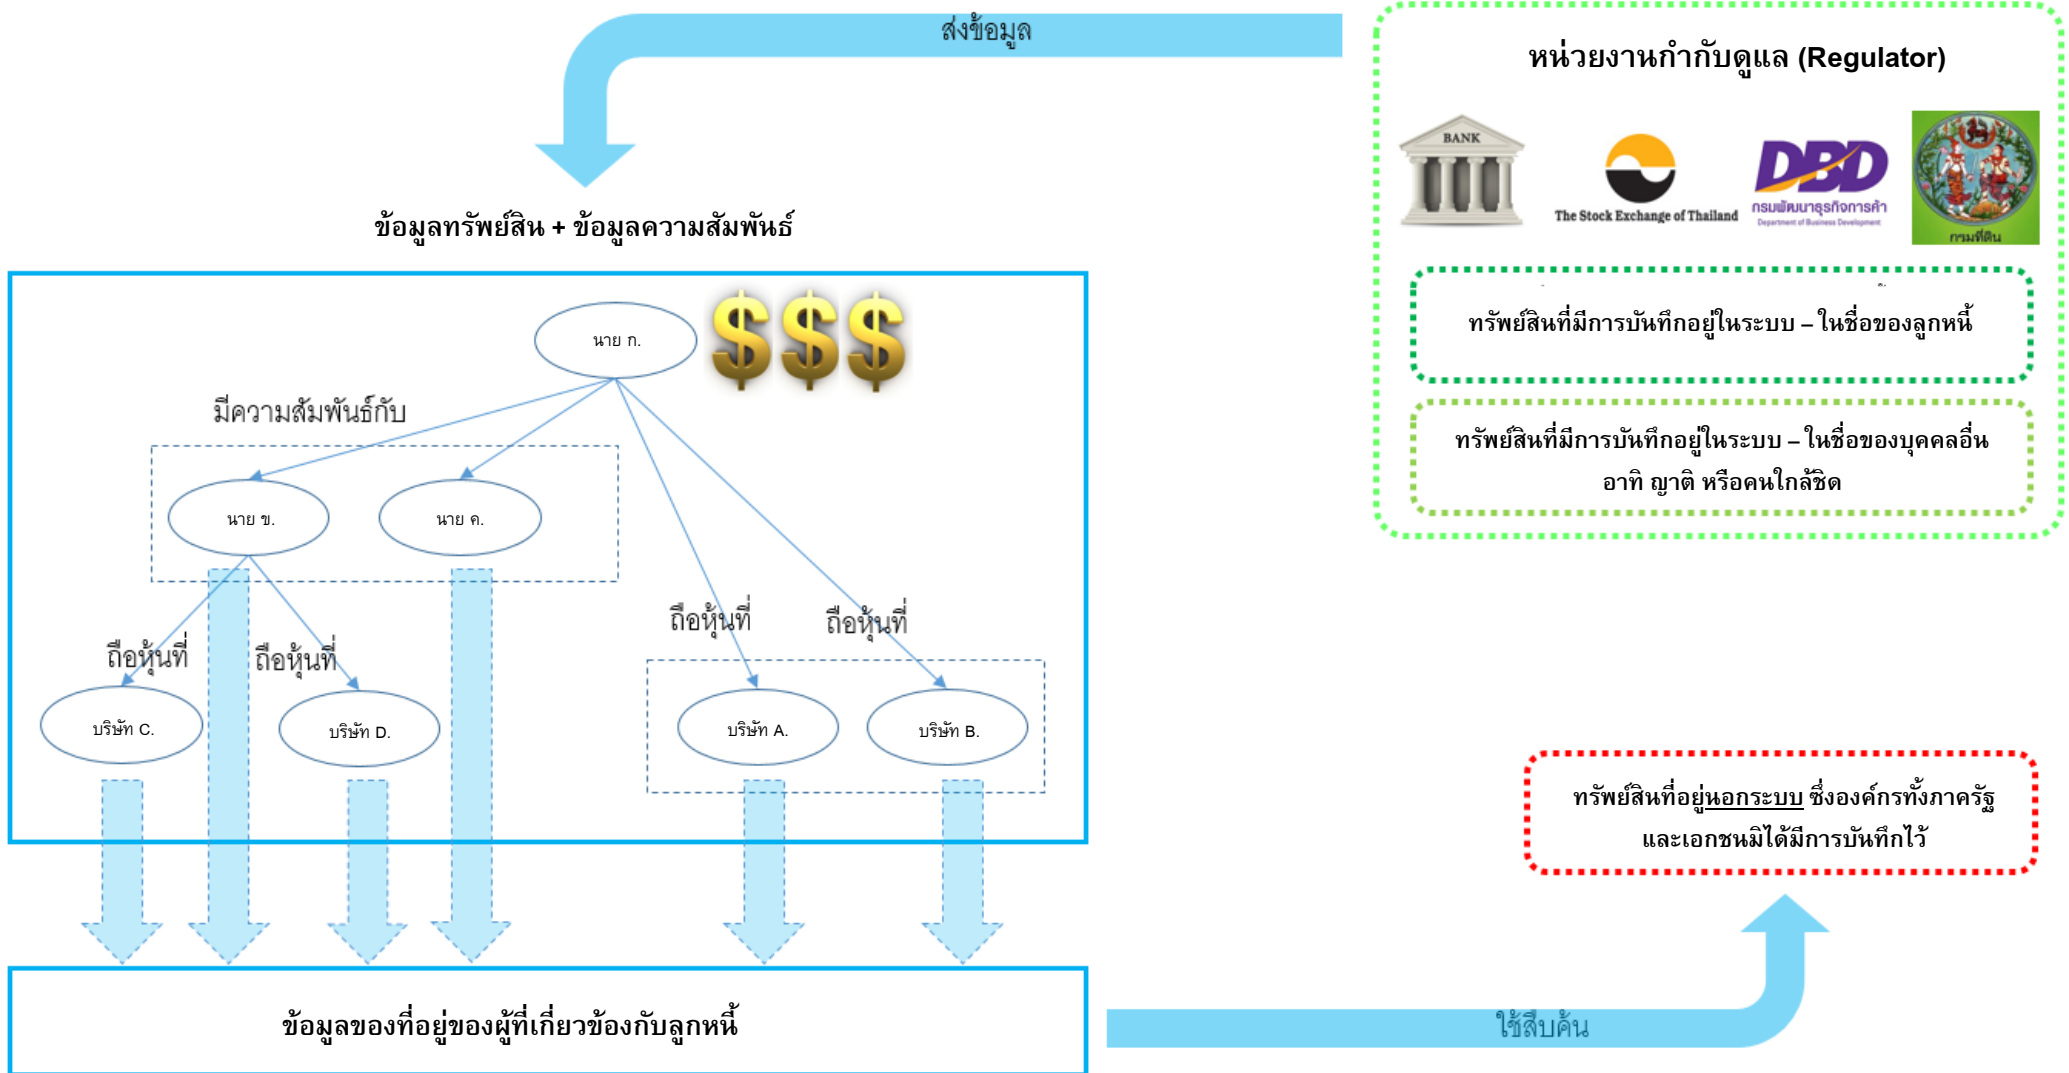 ส่งข้อมูล
หน่วยงานกำกับดูแล (Regulator)
BANK
The Stock Exchange of Thailand
DBD
กรมพัฒนาธุรกิจการค้า
Department of Business Development
กรมที่ดิน
ข้อมูลทรัพย์สิน + ข้อมูลความสัมพันธ์
ทรัพย์สินที่มีการบันทึกอยู่ในระบบ – ในชื่อของลูกหนี้
ทรัพย์สินที่มีการบันทึกอยู่ในระบบ – ในชื่อของบุคคลอื่น
อาทิ ญาติ หรือคนใกล้ชิด
นาย ก.
มีความสัมพันธ์กับ
นาย ข.
นาย ค.
ถือหุ้นที่
ถือหุ้นที่
ถือหุ้นที่
ถือหุ้นที่
บริษัท C.
บริษัท D.
บริษัท A.
บริษัท B.
ทรัพย์สินที่อยู่นอกระบบ ซึ่งองค์กรทั้งภาครัฐ
และเอกชนมิได้มีการบันทึกไว้
ข้อมูลของที่อยู่ของผู้ที่เกี่ยวข้องกับลูกหนี้
ใช้สืบค้น